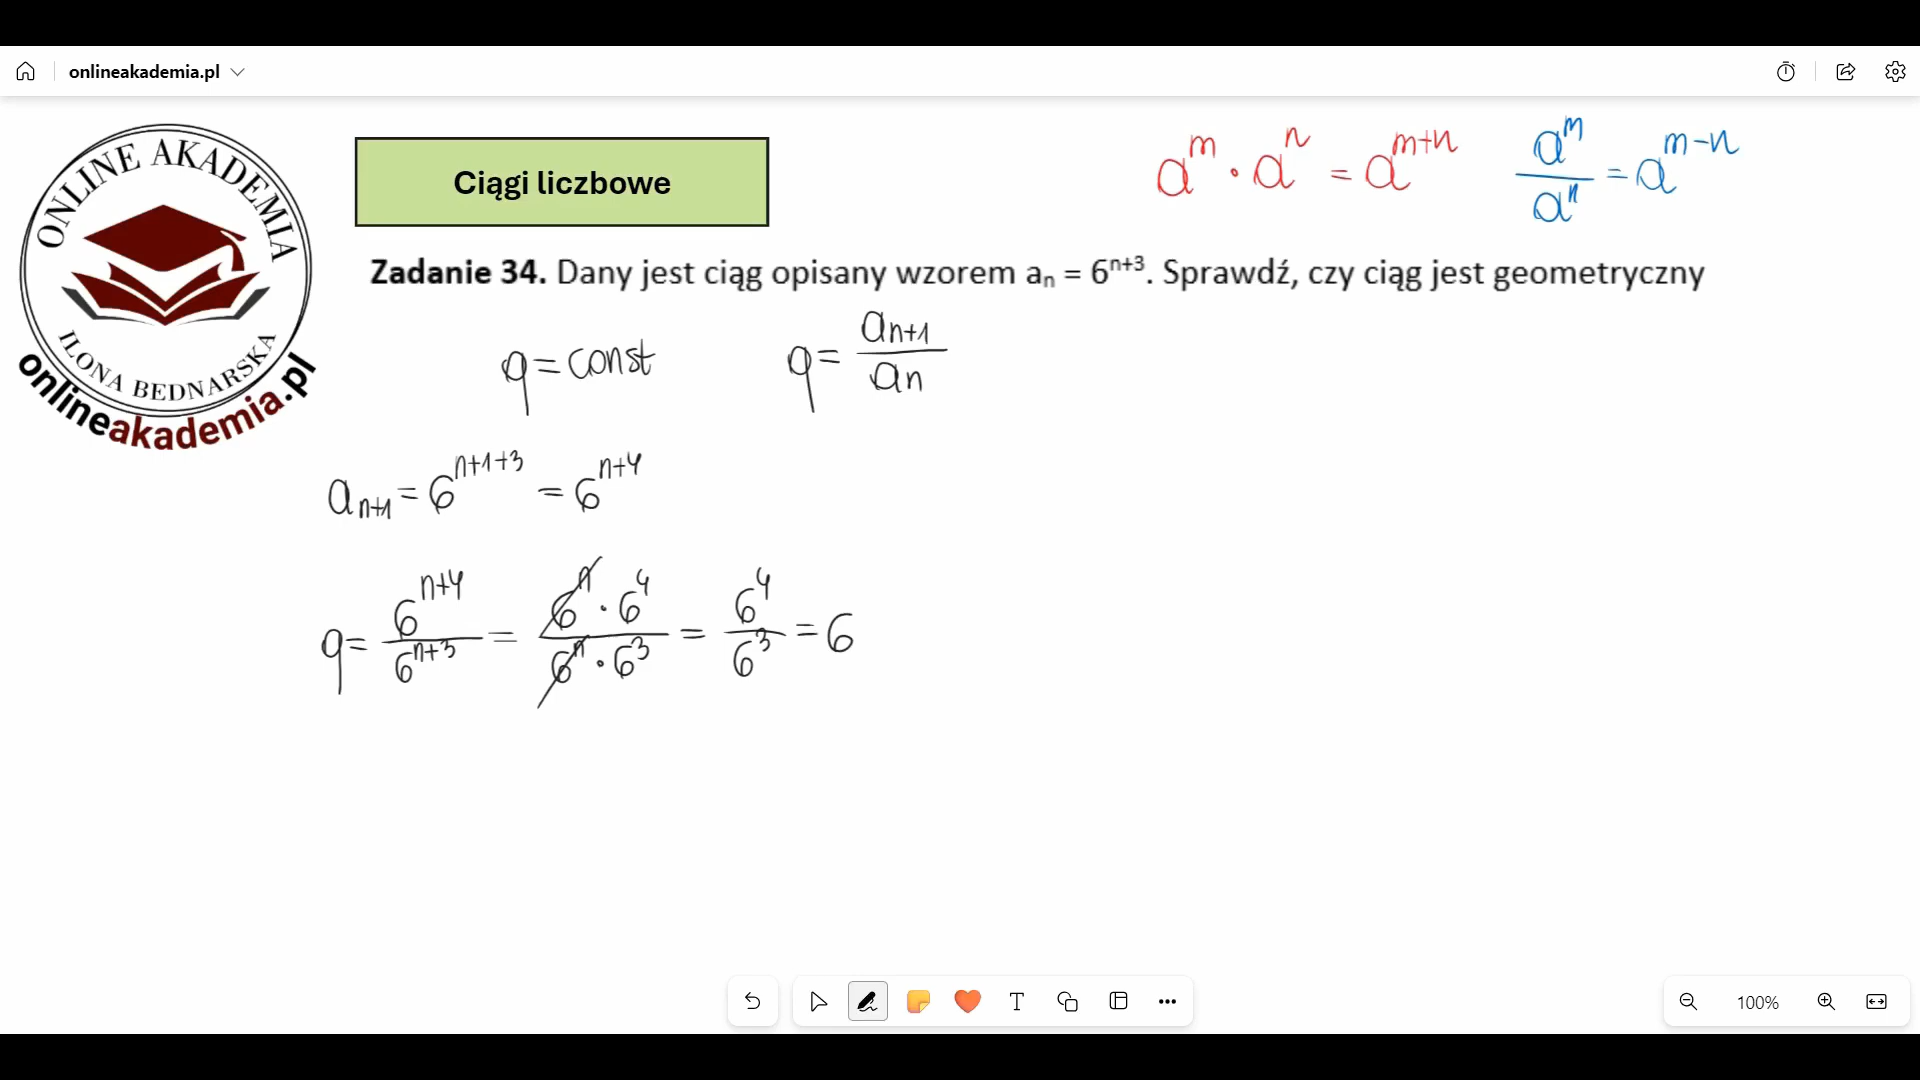 onlineakademia.pl
ONLINE AKADEMIA
ILONA BEDNARSKA
onlineakademia.pl
Ciągi liczbowe
a^m · a^n = a^{m+n}
a^m / a^n = a^{m-n}
Zadanie 34. Dany jest ciąg opisany wzorem aₙ = 6ⁿ⁺³. Sprawdź, czy ciąg jest geometryczny
q = const
q = a_{n+1} / a_n
a_{n+1} = 6^{n+1+3} = 6^{n+4}
q = 6^{n+4} / 6^{n+3} = 6^n · 6^4 / 6^n · 6^3 = 6^4 / 6^3 = 6
T
100%